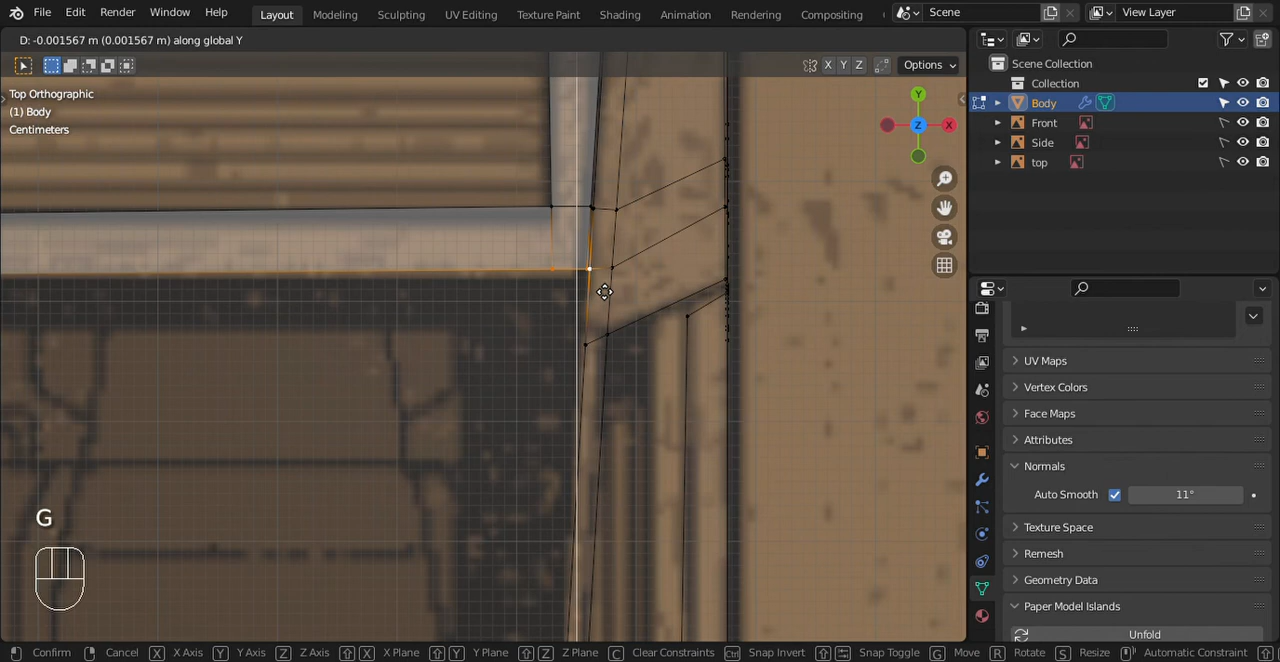 File Edit Render Window Help Layout Modeling Sculpting UV Editing Texture Paint Shading Animation Rendering Compositing Scene View Layer
D: -0.001567 m (0.001567 m) along global Y
X Y Z Options
Top Orthographic
(1) Body
Centimeters
Y
Z
X
G
Scene Collection
Collection
Body
Front
Side
top
UV Maps
Vertex Colors
Face Maps
Attributes
Normals
Auto Smooth 11°
Texture Space
Remesh
Geometry Data
Paper Model Islands
Unfold
Confirm Cancel X X Axis Y Y Axis Z Z Axis X X Plane Y Y Plane Z Z Plane C Clear Constraints Ctrl Snap Invert Snap Toggle G Move R Rotate S Resize Automatic Constraint